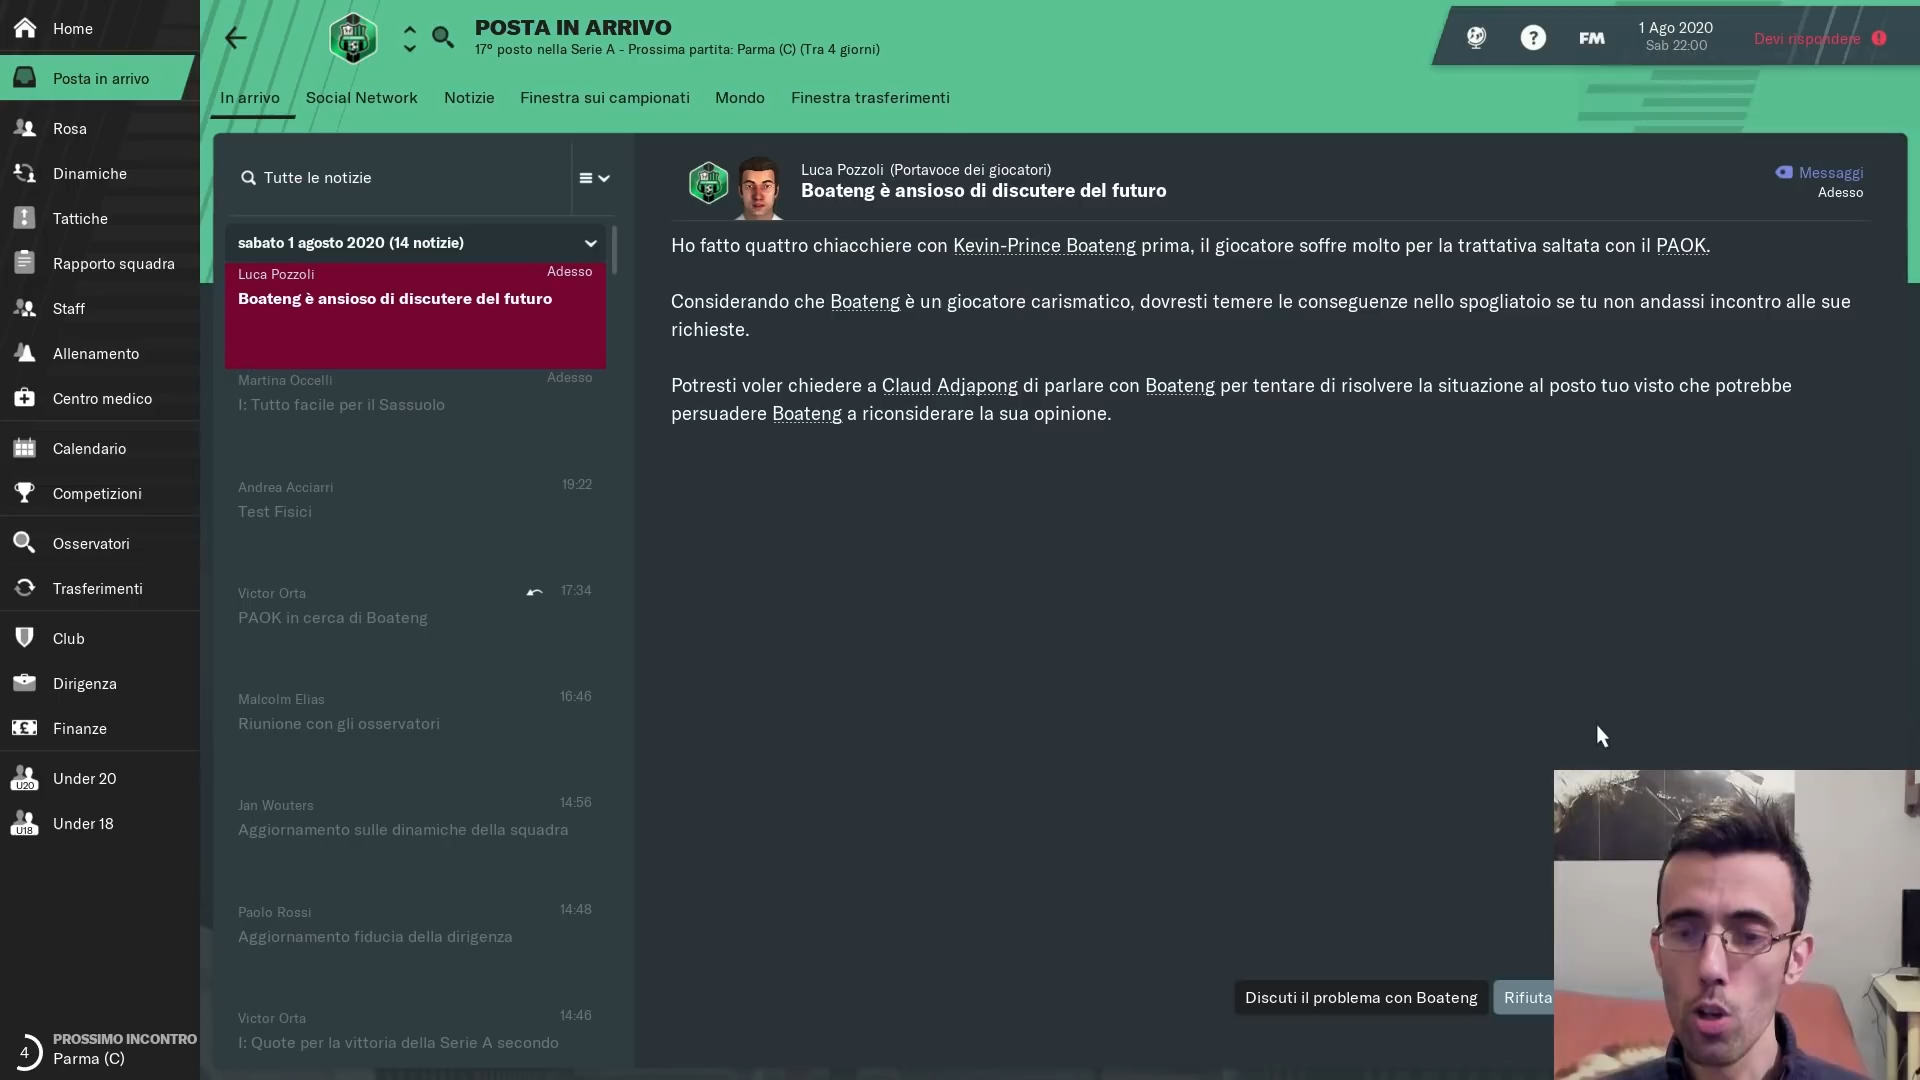 Home
Posta in arrivo
Rosa
Dinamiche
Tattiche
Rapporto squadra
Staff
Allenamento
Centro medico
Calendario
Competizioni
Osservatori
Trasferimenti
Club
Dirigenza
Finanze
U20
Under 20
U18
Under 18
4
PROSSIMO INCONTRO
Parma (C)
POSTA IN ARRIVO
17° posto nella Serie A - Prossima partita: Parma (C) (Tra 4 giorni)
FM
1 Ago 2020
Sab 22:00
Devi rispondere
In arrivo Social Network Notizie Finestra sui campionati Mondo Finestra trasferimenti
Tutte le notizie
sabato 1 agosto 2020 (14 notizie)
Luca Pozzoli Adesso
Boateng è ansioso di discutere del futuro
Martina Occelli Adesso
I: Tutto facile per il Sassuolo
Andrea Acciarri 19:22
Test Fisici
Victor Orta 17:34
PAOK in cerca di Boateng
Malcolm Elias 16:46
Riunione con gli osservatori
Jan Wouters 14:56
Aggiornamento sulle dinamiche della squadra
Paolo Rossi 14:48
Aggiornamento fiducia della dirigenza
Victor Orta 14:46
I: Quote per la vittoria della Serie A secondo
Luca Pozzoli (Portavoce dei giocatori)
Boateng è ansioso di discutere del futuro
Messaggi
Adesso
Ho fatto quattro chiacchiere con Kevin-Prince Boateng prima, il giocatore soffre molto per la trattativa saltata con il PAOK.
Considerando che Boateng è un giocatore carismatico, dovresti temere le conseguenze nello spogliatoio se tu non andassi incontro alle sue
richieste.
Potresti voler chiedere a Claud Adjapong di parlare con Boateng per tentare di risolvere la situazione al posto tuo visto che potrebbe
persuadere Boateng a riconsiderare la sua opinione.
Discuti il problema con Boateng
Rifiuta